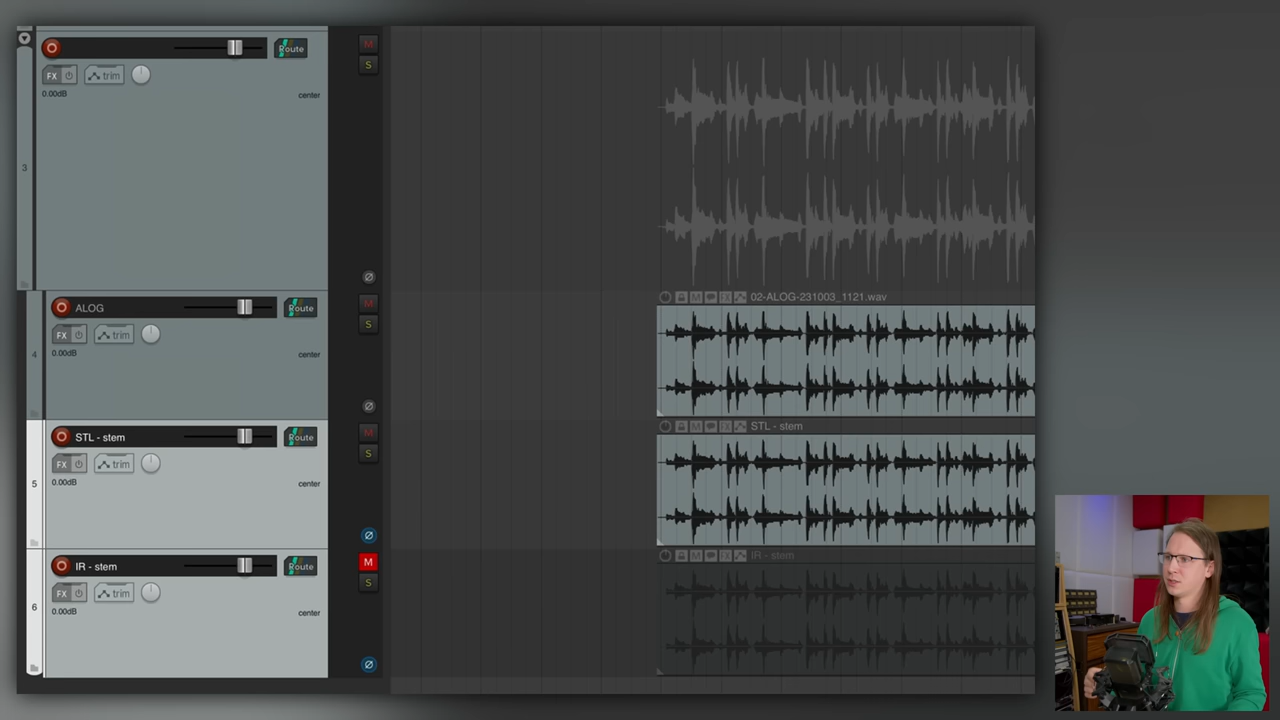 Route
M
S
FX trim
0.00dB center
3
02-ALOG-231003_1121.wav
ALOG Route
M
S
FX trim
0.00dB center
4
STL - stem
STL - stem Route
M
S
FX trim
0.00dB center
5
IR - stem
IR - stem Route
M
S
FX trim
0.00dB center
6